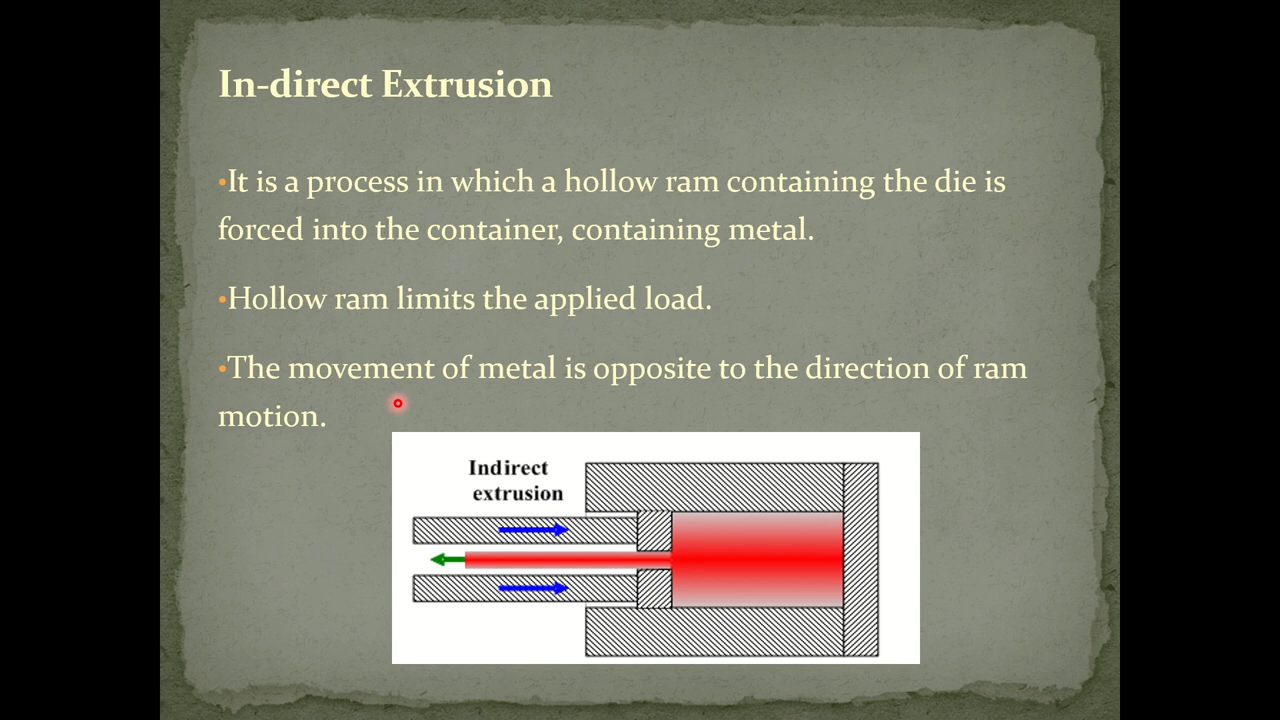 In-direct Extrusion
•It is a process in which a hollow ram containing the die is
forced into the container, containing metal.
•Hollow ram limits the applied load.
•The movement of metal is opposite to the direction of ram
motion.
Indirect
extrusion